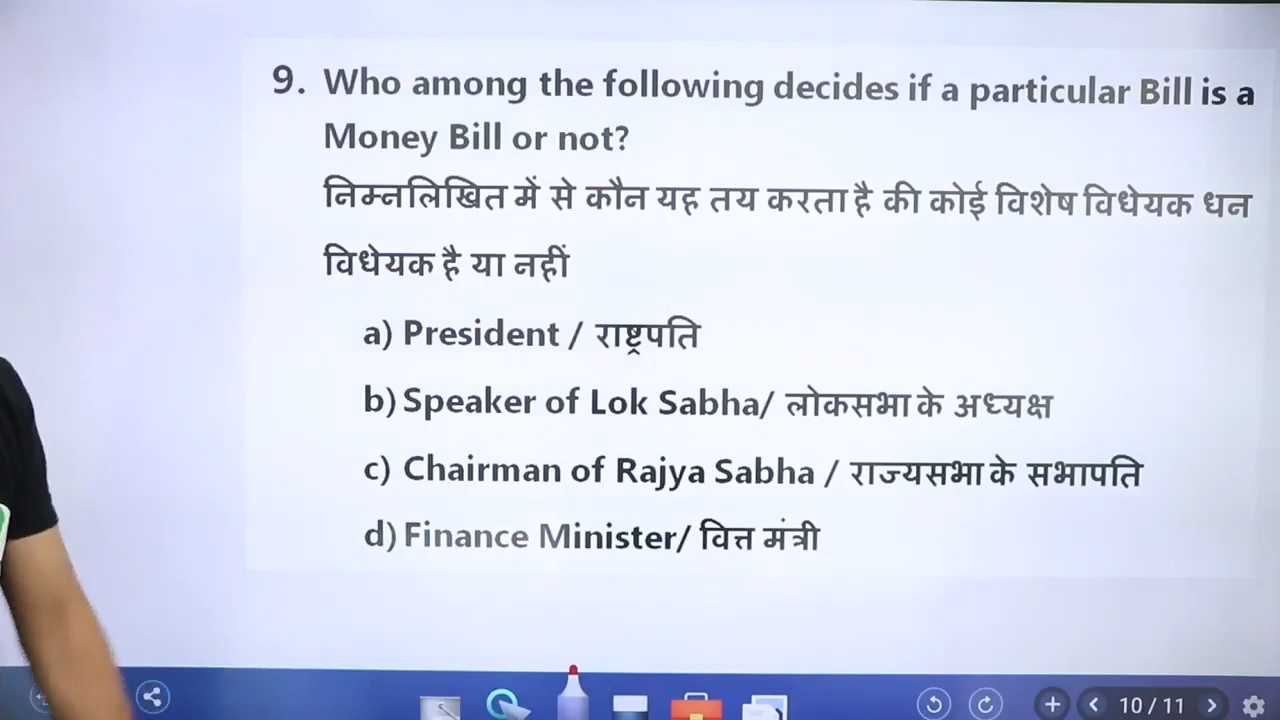 9. Who among the following decides if a particular Bill is a
Money Bill or not?
निम्नलिखित में से कौन यह तय करता है की कोई विशेष विधेयक धन
विधेयक है या नहीं
a) President / राष्ट्रपति
b) Speaker of Lok Sabha/ लोकसभा के अध्यक्ष
c) Chairman of Rajya Sabha / राज्यसभा के सभापति
d) Finance Minister/ वित्त मंत्री
10 / 11